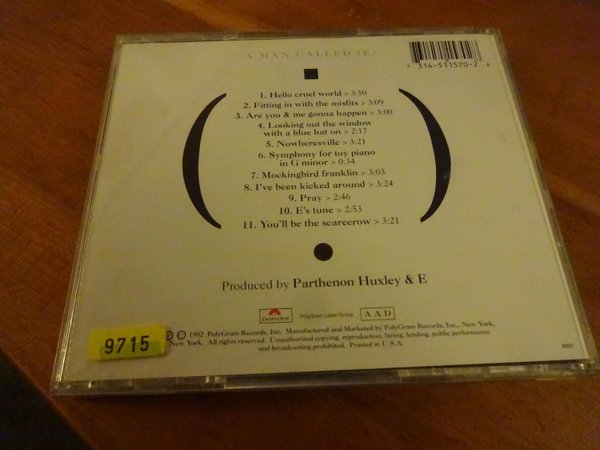 A MAN CALLED (E)
7 314-511570-2 6
1. Hello cruel world > 3:50
2. Fitting in with the misfits > 3:09
3. Are you & me gonna happen > 3:00
4. Looking out the window
with a blue hat on > 2:17
5. Nowheresville > 3:21
6. Symphony for toy piano
in G minor > 0:34
7. Mockingbird franklin > 3:03
8. I've been kicked around > 3:24
9. Pray > 2:46
10. E's tune > 2:53
11. You'll be the scarecrow > 3:21
Produced by Parthenon Huxley & E
polydor
PolyGram Label Group
AAD
℗ © 1992 PolyGram Records, Inc. Manufactured and Marketed by PolyGram Records, Inc., New York,
New York. All rights reserved. Unauthorized copying, reproduction, hiring, lending, public performance
and broadcasting prohibited. Printed in U.S.A
9715